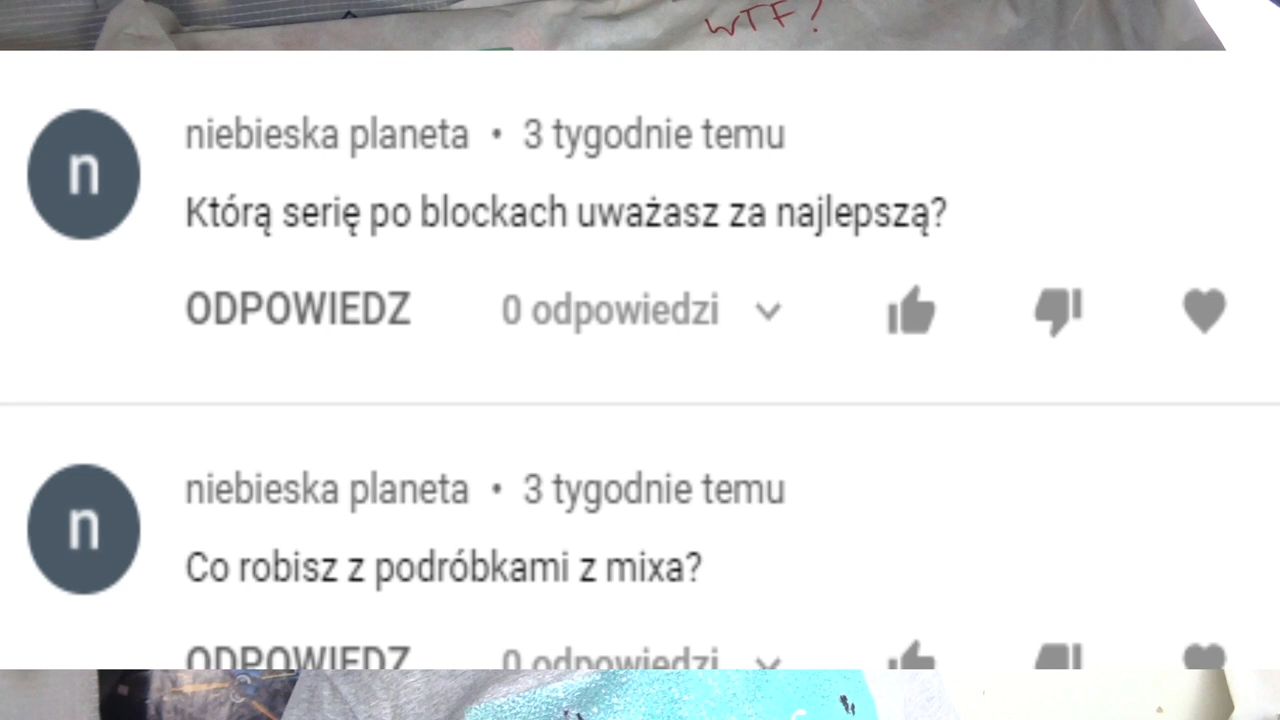 WTF?
niebieska planeta • 3 tygodnie temu
n
Którą serię po blockach uważasz za najlepszą?
ODPOWIEDZ 0 odpowiedzi
niebieska planeta • 3 tygodnie temu
n
Co robisz z podróbkami z mixa?
ODPOWIEDZ 0 odpowiedzi